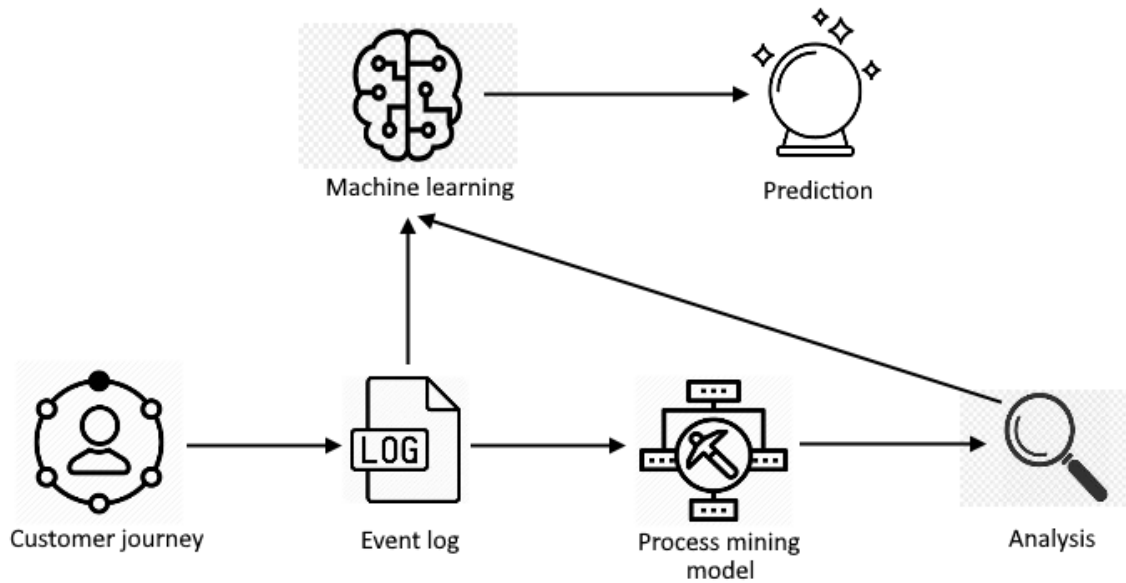 Machine learning
Prediction
LOG
Customer journey
Event log
Process mining
model
Analysis